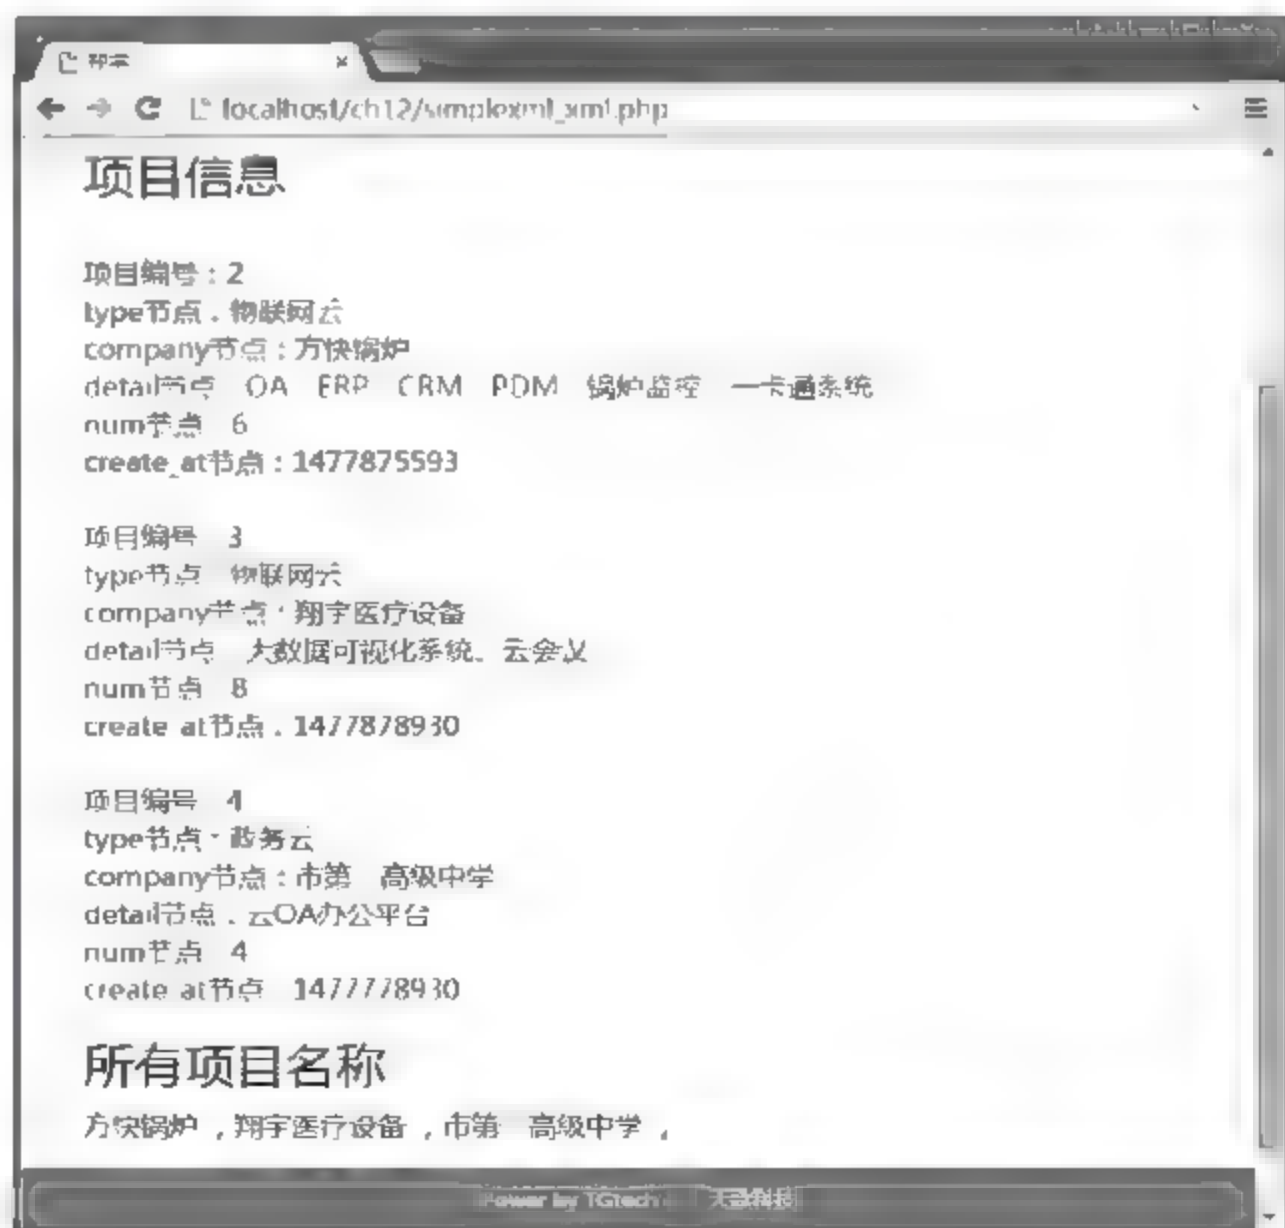 localhost/ch12/simplexml_xml.php
项目信息
项目编号：2
type节点：物联网云
company节点：方快锅炉
detail节点 OA ERP CRM PDM 锅炉监控 一卡通系统
num节点 6
create_at节点：1477875593
项目编号 3
type节点 物联网云
company节点：翔宇医疗设备
detail节点 大数据可视化系统、云会议
num节点 8
create_at节点：1477878930
项目编号 4
type节点：政务云
company节点：市第 高级中学
detail节点：云OA办公平台
num节点 4
create_at节点 1477778930
所有项目名称
方快锅炉，翔宇医疗设备，市第 高级中学，
Power by TGtech